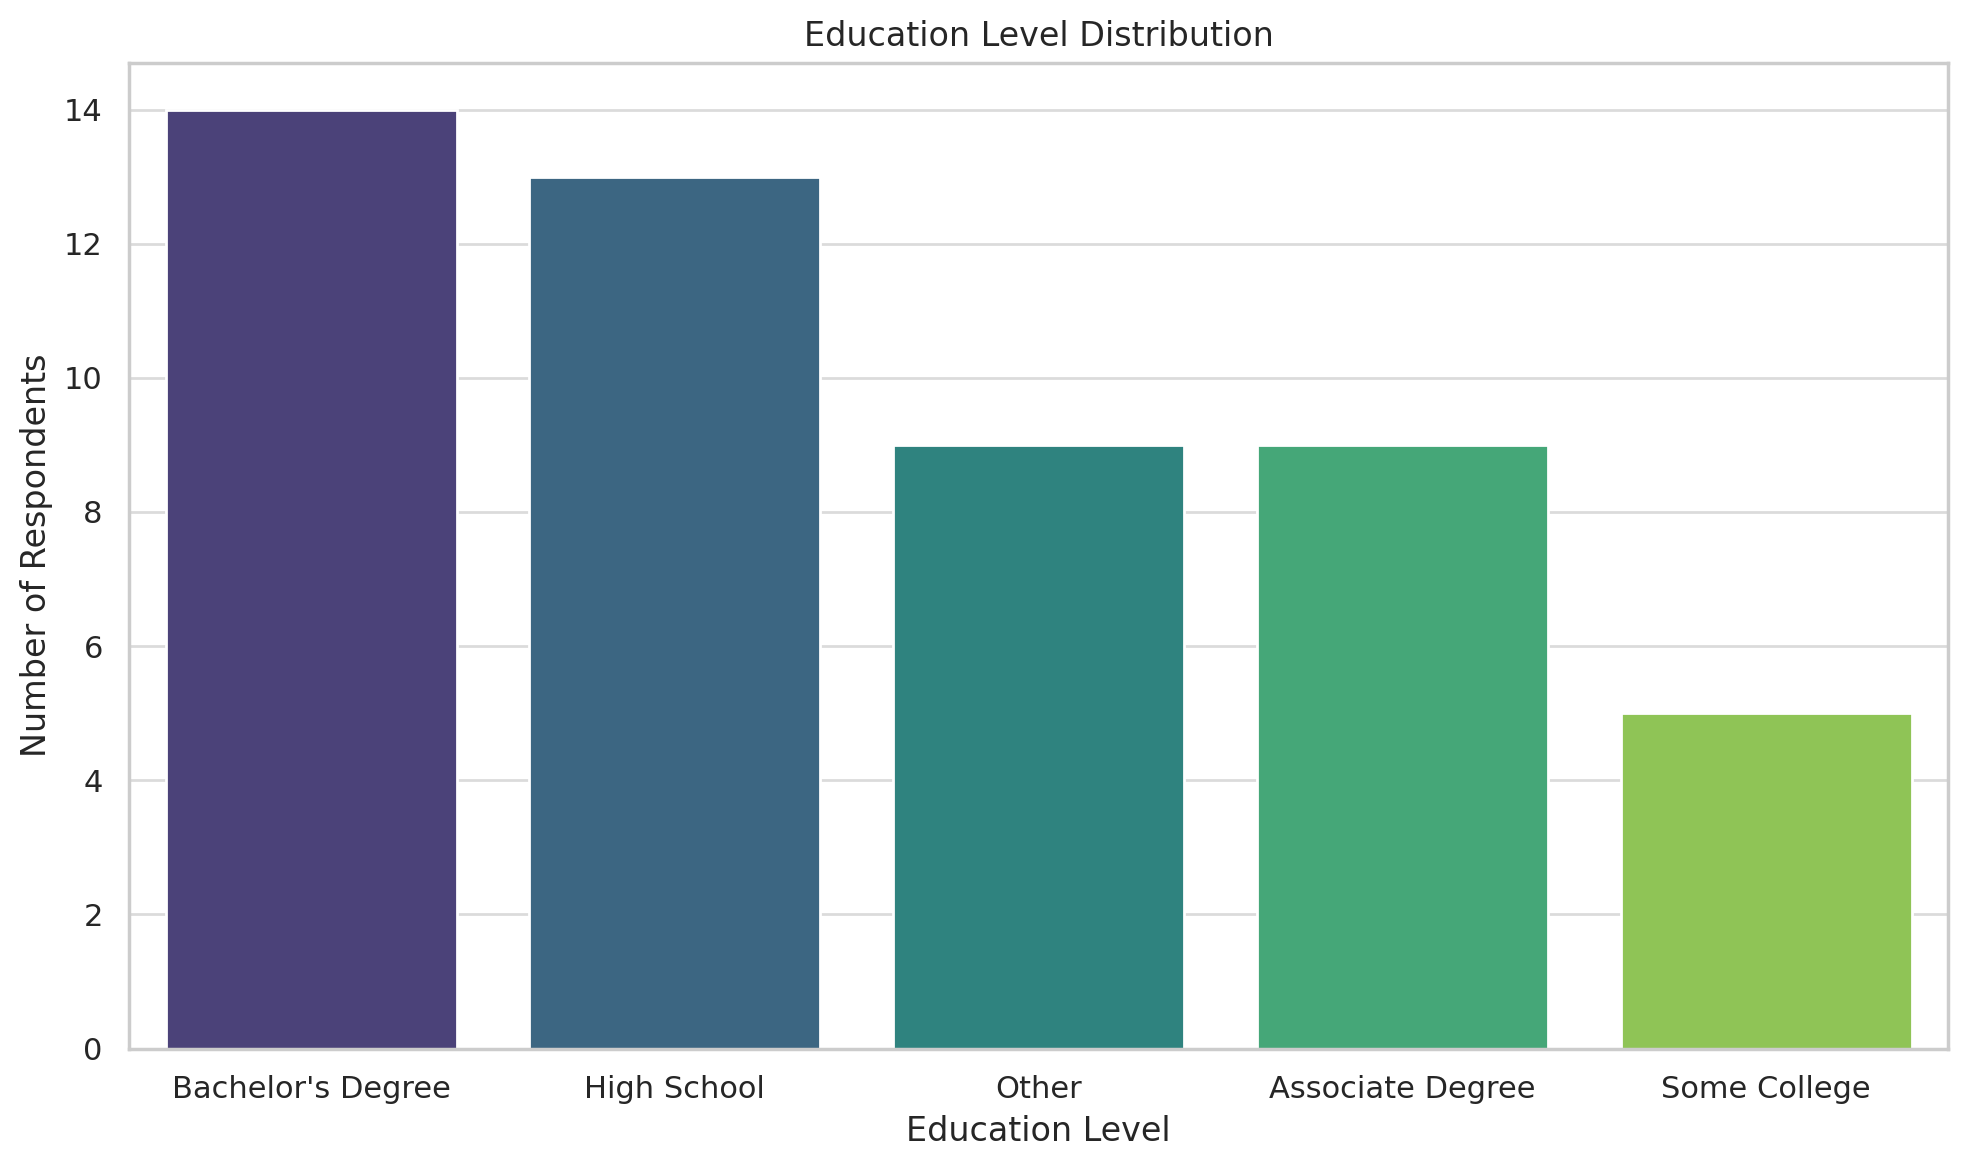 Education Level Distribution
Number of Respondents
14
12
10
8
6
4
2
0
Bachelor's Degree
High School
Other
Associate Degree
Some College
Education Level